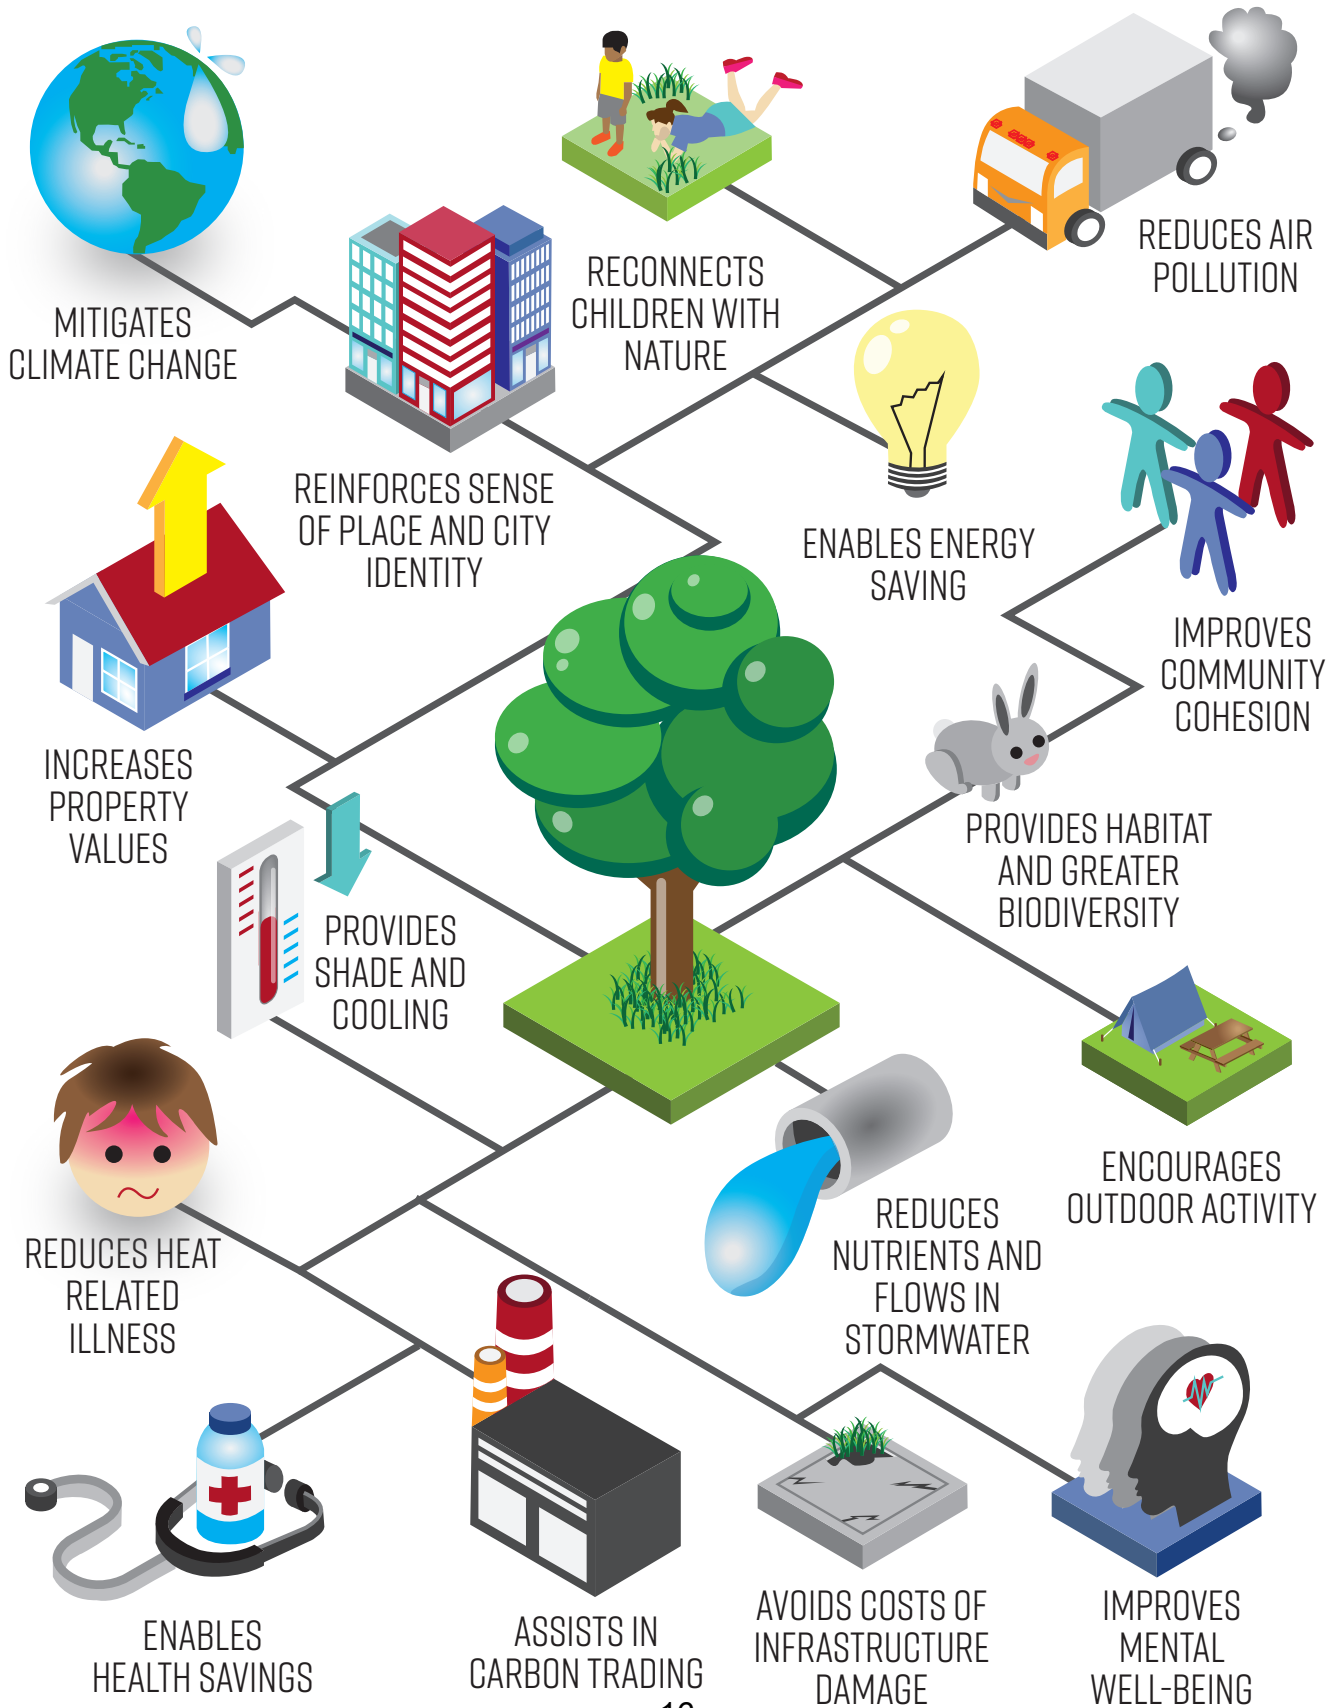 MITIGATES
CLIMATE CHANGE
RECONNECTS
CHILDREN WITH
NATURE
REDUCES AIR
POLLUTION
REINFORCES SENSE
OF PLACE AND CITY
IDENTITY
ENABLES ENERGY
SAVING
IMPROVES
COMMUNITY
COHESION
INCREASES
PROPERTY
VALUES
PROVIDES HABITAT
AND GREATER
BIODIVERSITY
PROVIDES
SHADE AND
COOLING
ENCOURAGES
OUTDOOR ACTIVITY
REDUCES
NUTRIENTS AND
FLOWS IN
STORMWATER
REDUCES HEAT
RELATED
ILLNESS
ENABLES
HEALTH SAVINGS
ASSISTS IN
CARBON TRADING
AVOIDS COSTS OF
INFRASTRUCTURE
DAMAGE
IMPROVES
MENTAL
WELL-BEING